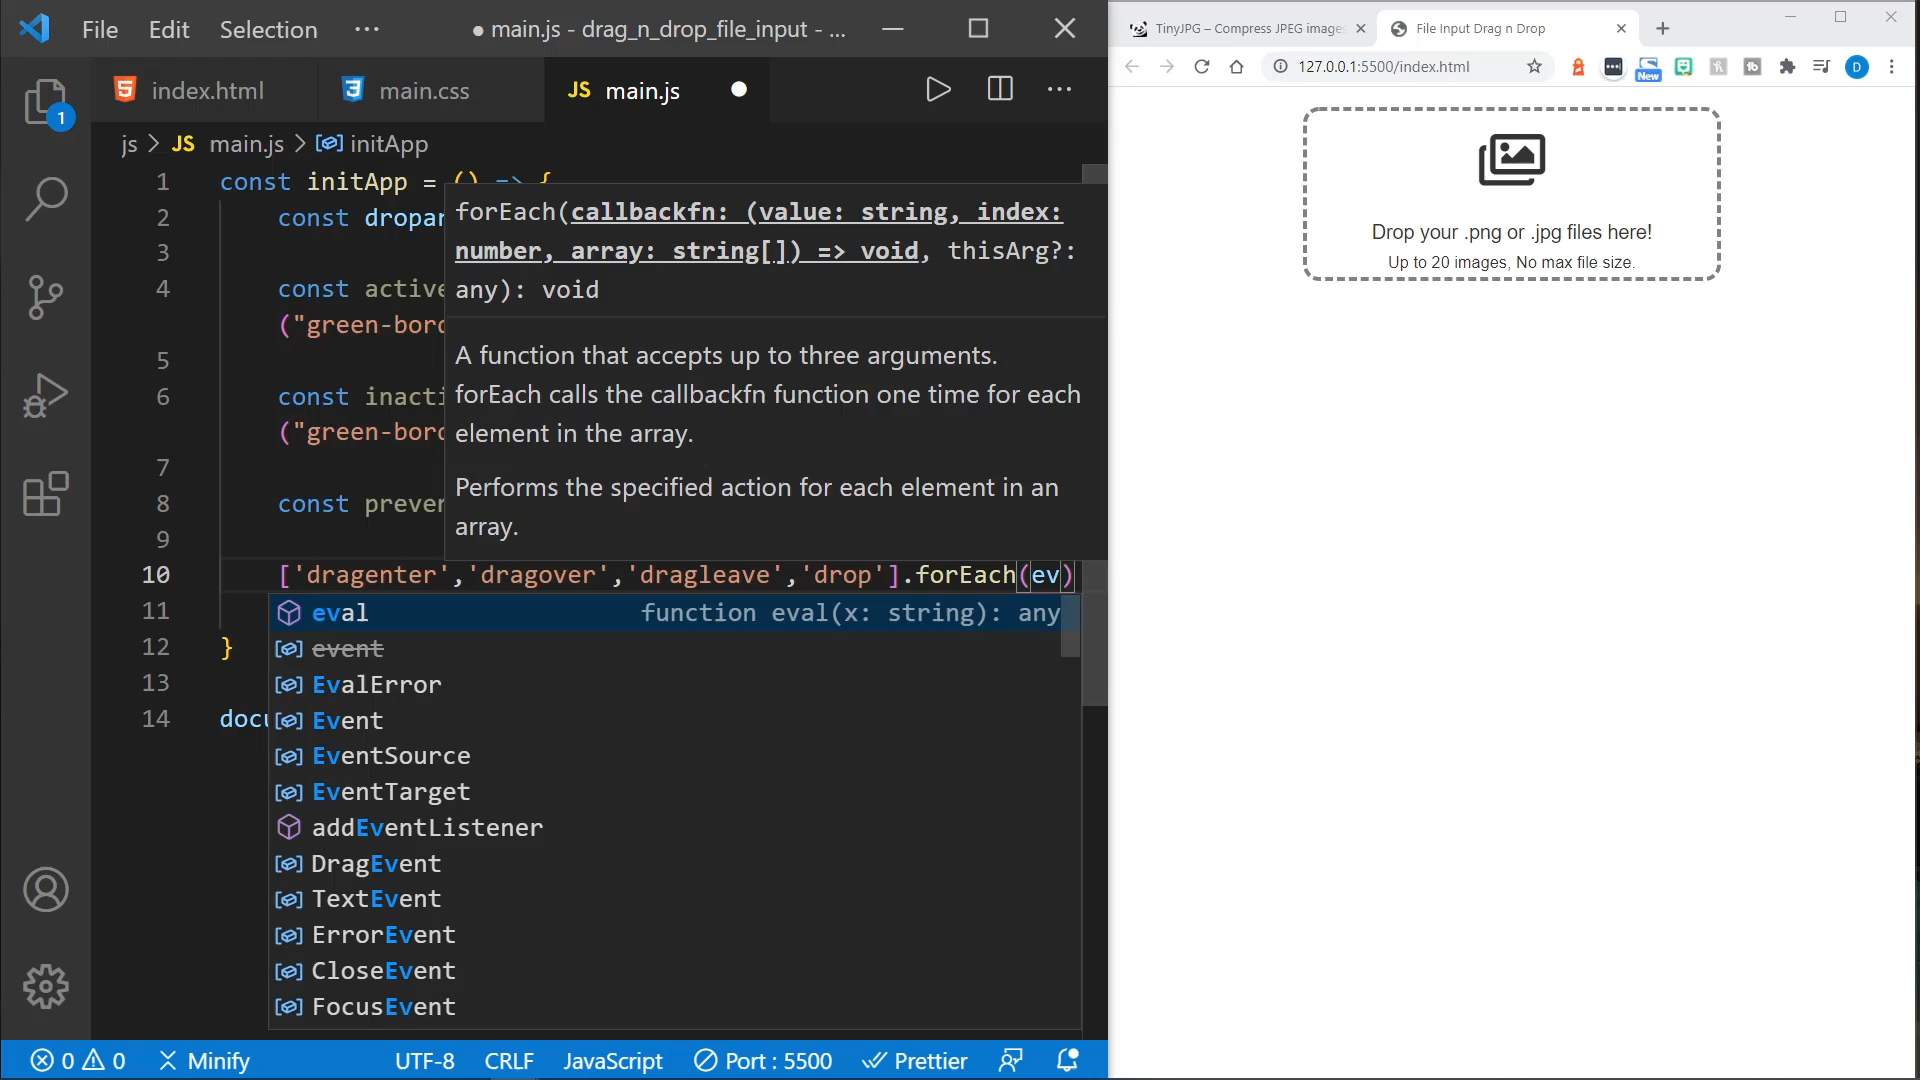 File Edit Selection ··· ● main.js - drag_n_drop_file_input - ...
index.html main.css JS main.js
js > JS main.js > initApp
1 const initApp = () => {
2 const dropar
3
4 const active
("green-bord
5
6 const inacti
("green-bord
7
8 const preven
9
10 ['dragenter','dragover','dragleave','drop'].forEach(ev)
11
12 }
13
14 docu
forEach(callbackfn: (value: string, index:
number, array: string[]) => void, thisArg?:
any): void
A function that accepts up to three arguments.
forEach calls the callbackfn function one time for each
element in the array.
Performs the specified action for each element in an
array.
eval function eval(x: string): any
event
EvalError
Event
EventSource
EventTarget
addEventListener
DragEvent
TextEvent
ErrorEvent
CloseEvent
FocusEvent
1
0 0 Minify UTF-8 CRLF JavaScript Port : 5500 Prettier
TinyJPG – Compress JPEG images File Input Drag n Drop
127.0.0.1:5500/index.html New D
Drop your .png or .jpg files here!
Up to 20 images, No max file size.